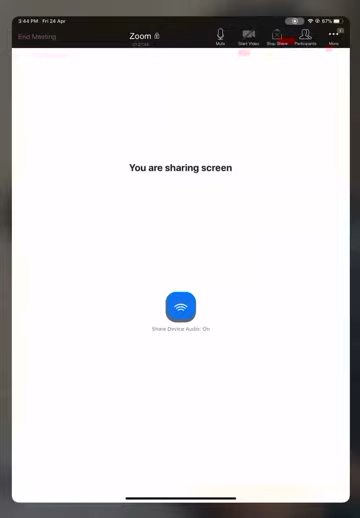 3:44 PM Fri 24 Apr
67%
End Meeting
Zoom
Mute
Start Video
Stop Share
Participants
More
You are sharing screen
Share Device Audio: On